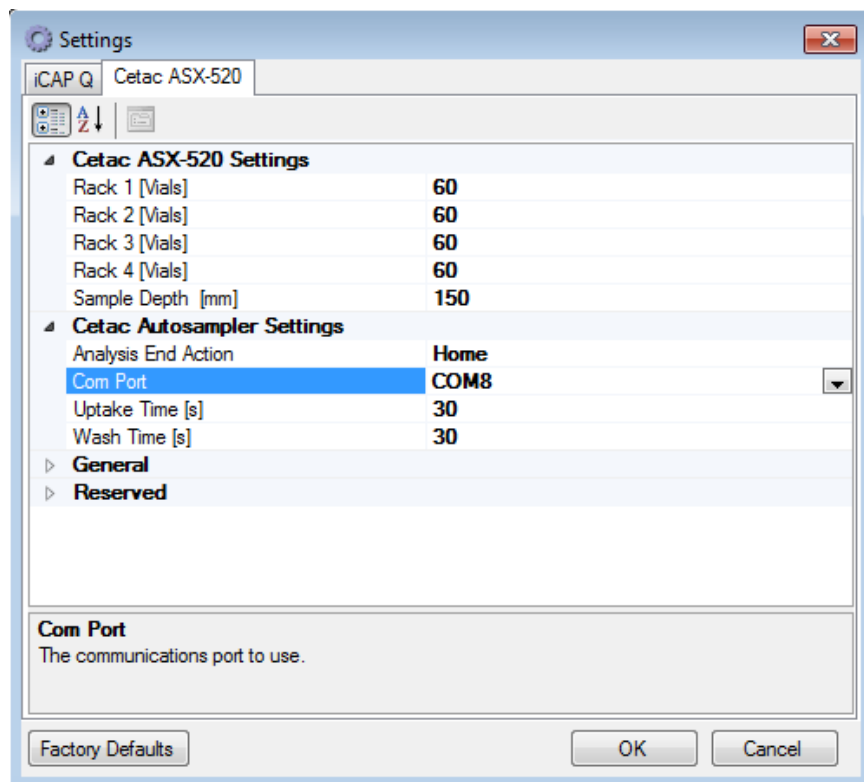 Settings
iCAP Q Cetac ASX-520
A Z
Cetac ASX-520 Settings
Rack 1 [Vials] 60
Rack 2 [Vials] 60
Rack 3 [Vials] 60
Rack 4 [Vials] 60
Sample Depth [mm] 150
Cetac Autosampler Settings
Analysis End Action Home
Com Port COM8
Uptake Time [s] 30
Wash Time [s] 30
General
Reserved
Com Port
The communications port to use.
Factory Defaults OK Cancel